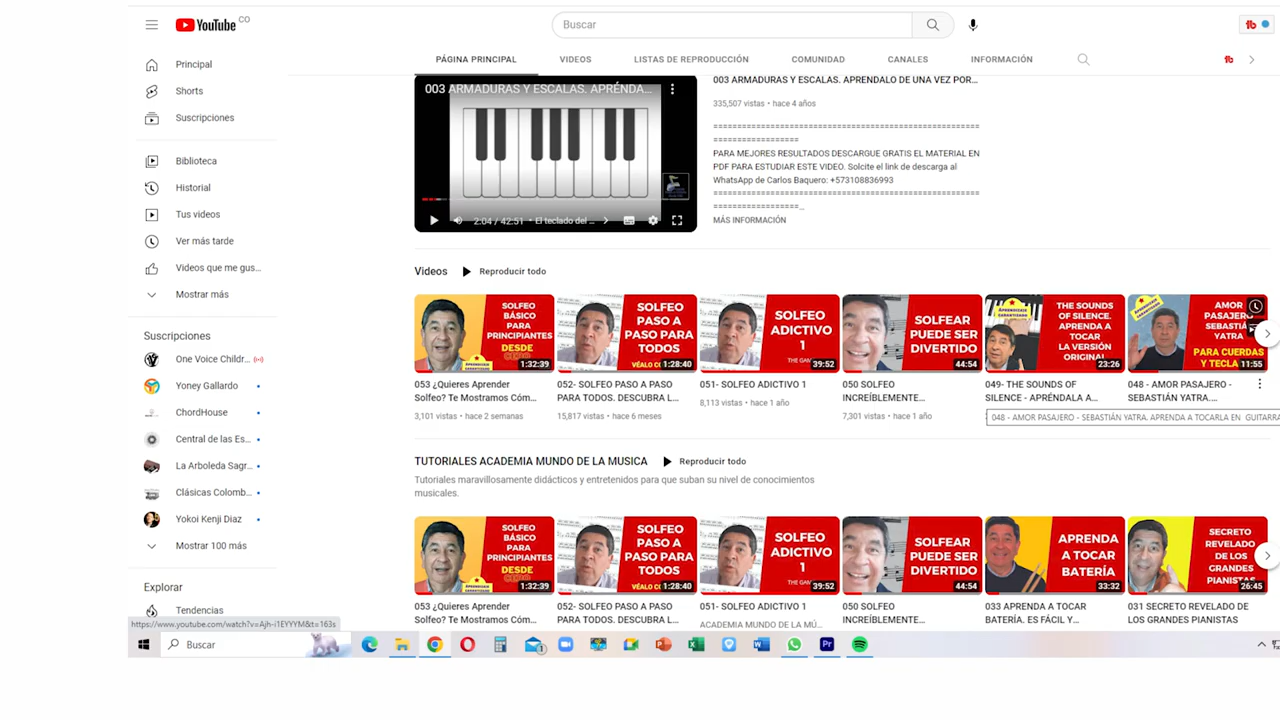 YouTube CO
Buscar
PÁGINA PRINCIPAL VIDEOS LISTAS DE REPRODUCCIÓN COMUNIDAD CANALES INFORMACIÓN
Principal
Shorts
Suscripciones
Biblioteca
Historial
Tus videos
Ver más tarde
Videos que me gus...
Mostrar más
Suscripciones
One Voice Childr...
Yoney Gallardo
ChordHouse
Central de las Es...
La Arboleda Sagr...
Clásicas Colomb...
Yokoi Kenji Diaz
Mostrar 100 más
Explorar
Tendencias
https://www.youtube.com/watch?v=Ajh-i1EYYYM&t=163s
003 ARMADURAS Y ESCALAS. APRÉNDA...
2:04 / 42:51 • El teclado del ...
003 ARMADURAS Y ESCALAS. APRENDALO DE UNA VEZ POR...
335,507 vistas • hace 4 años
PARA MEJORES RESULTADOS DESCARGUE GRATIS EL MATERIAL EN
PDF PARA ESTUDIAR ESTE VIDEO. Solcite el link de descarga al
WhatsApp de Carlos Baquero: +573108836993
MÁS INFORMACIÓN
Videos Reproducir todo
SOLFEO
BÁSICO
PARA
PRINCIPIANTES
DESDE
1:32:39
053 ¿Quieres Aprender
Solfeo? Te Mostramos Cóm...
3,101 vistas • hace 2 semanas
SOLFEO
PASO A
PASO PARA
TODOS
VÉALO
1:28:40
052- SOLFEO PASO A PASO
PARA TODOS. DESCUBRA L...
15,817 vistas • hace 6 meses
SOLFEO
ADICTIVO
1
THE GAM
39:52
051- SOLFEO ADICTIVO 1
8,113 vistas • hace 1 año
SOLFEAR
PUEDE SER
DIVERTIDO
44:54
050 SOLFEO
INCREÍBLEMENTE...
7,301 vistas • hace 1 año
THE SOUNDS
OF SILENCE.
APRENDA A
TOCAR
LA VERSIÓN
ORIGINAL
23:26
049- THE SOUNDS OF
SILENCE - APRÉNDALA A...
AMOR
PASAJERO
SEBASTIÁN
YATRA
PARA CUERDAS
Y TECLA
11:55
048 - AMOR PASAJERO -
SEBASTIÁN YATRA....
048 - AMOR PASAJERO - SEBASTIÁN YATRA. APRENDA A TOCARLA EN GUITARRA
TUTORIALES ACADEMIA MUNDO DE LA MUSICA Reproducir todo
Tutoriales maravillosamente didácticos y entretenidos para que suban su nivel de conocimientos
musicales.
SOLFEO
BÁSICO
PARA
PRINCIPIANTES
DESDE
1:32:39
053 ¿Quieres Aprender
Solfeo? Te Mostramos Cóm...
SOLFEO
PASO A
PASO PARA
TODOS
VÉALO
1:28:40
052- SOLFEO PASO A PASO
PARA TODOS. DESCUBRA L...
SOLFEO
ADICTIVO
1
THE GAM
39:52
051- SOLFEO ADICTIVO 1
ACADEMIA MUNDO DE LA MÚ...
SOLFEAR
PUEDE SER
DIVERTIDO
44:54
050 SOLFEO
INCREÍBLEMENTE...
APRENDA
A TOCAR
BATERÍA
33:32
033 APRENDA A TOCAR
BATERÍA. ES FÁCIL Y...
SECRETO
REVELADO
DE LOS
GRANDES
PIANISTAS
26:45
031 SECRETO REVELADO DE
LOS GRANDES PIANISTAS
Buscar